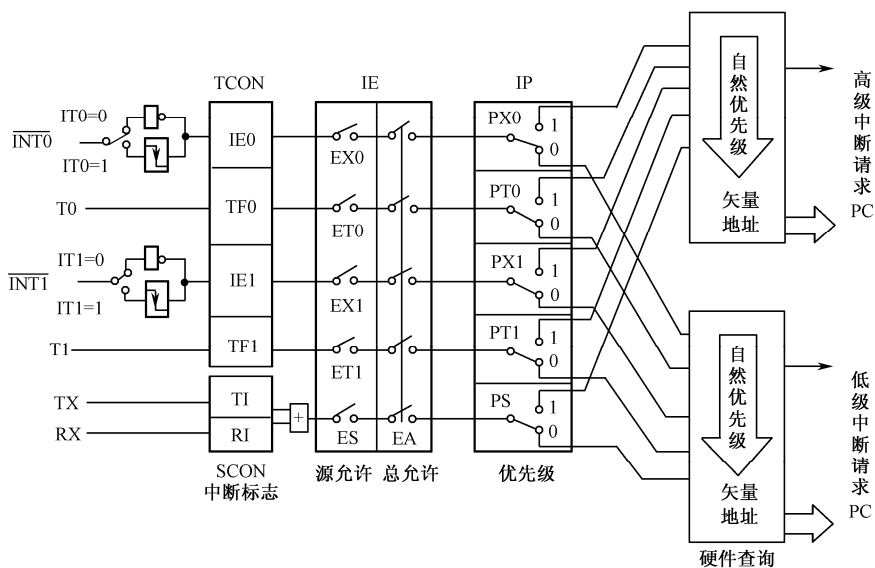 TCON
IE
IP
IT0=0
INT0
IT0=1
IE0
EX0
PX0
1
0
T0
TF0
ET0
PT0
1
0
IT1=0
INT1
IT1=1
IE1
EX1
PX1
1
0
T1
TF1
ET1
PT1
1
0
TX
TI
+
PS
1
0
RX
RI
ES
EA
SCON
中断标志
源允许
总允许
优先级
自然优先级
矢量
地址
高级中断请求
PC
自然优先级
矢量
地址
低级中断请求
PC
硬件查询